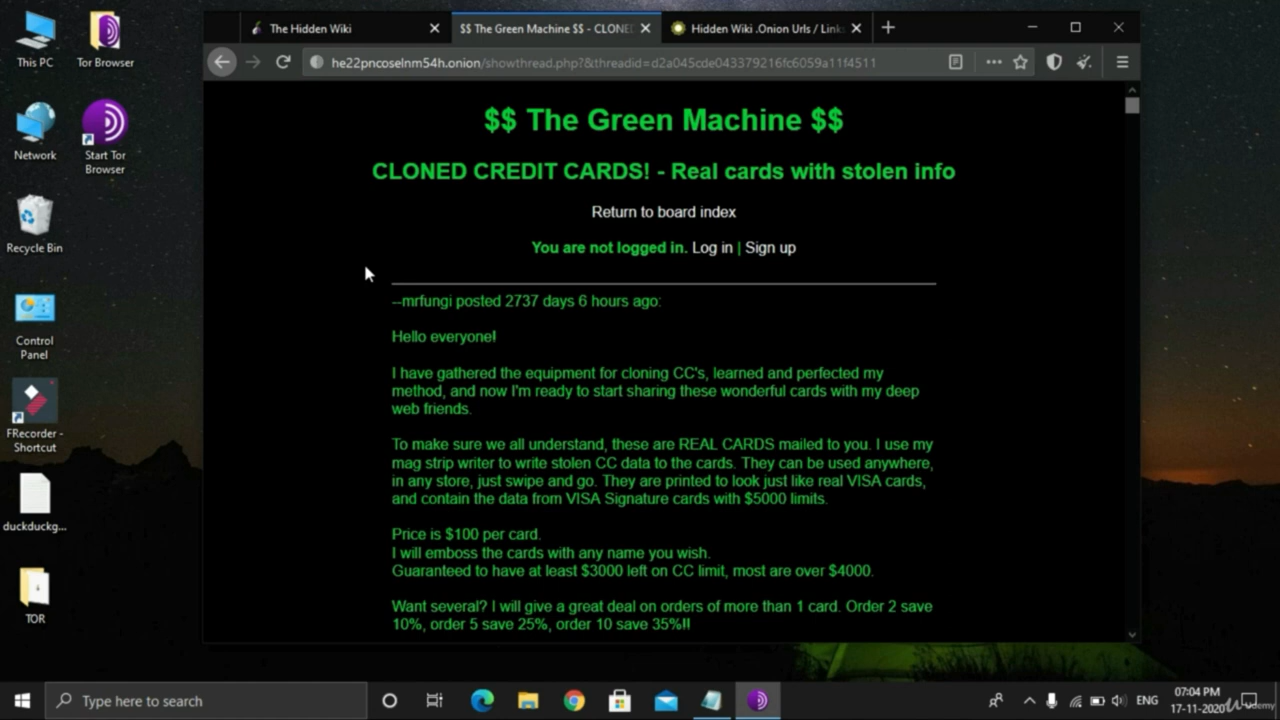 The Hidden Wiki
$$ The Green Machine $$ - CLONE
Hidden Wiki .Onion Urls / Link
he22pncoselnm54h.onion/showthread.php?&threadid=d2a045cde043379216fc6059a11f4511
This PC
Tor Browser
Network
Start Tor
Browser
Recycle Bin
Control
Panel
FRecorder -
Shortcut
duckduckg...
TOR
$$ The Green Machine $$
CLONED CREDIT CARDS! - Real cards with stolen info
Return to board index
You are not logged in. Log in | Sign up
--mrfungi posted 2737 days 6 hours ago:
Hello everyone!
I have gathered the equipment for cloning CC's, learned and perfected my
method, and now I'm ready to start sharing these wonderful cards with my deep
web friends.
To make sure we all understand, these are REAL CARDS mailed to you. I use my
mag strip writer to write stolen CC data to the cards. They can be used anywhere,
in any store, just swipe and go. They are printed to look just like real VISA cards,
and contain the data from VISA Signature cards with $5000 limits.
Price is $100 per card.
I will emboss the cards with any name you wish.
Guaranteed to have at least $3000 left on CC limit, most are over $4000.
Want several? I will give a great deal on orders of more than 1 card. Order 2 save
10%, order 5 save 25%, order 10 save 35%!!
Type here to search
ENG
07:04 PM
17-11-2020
Udemy